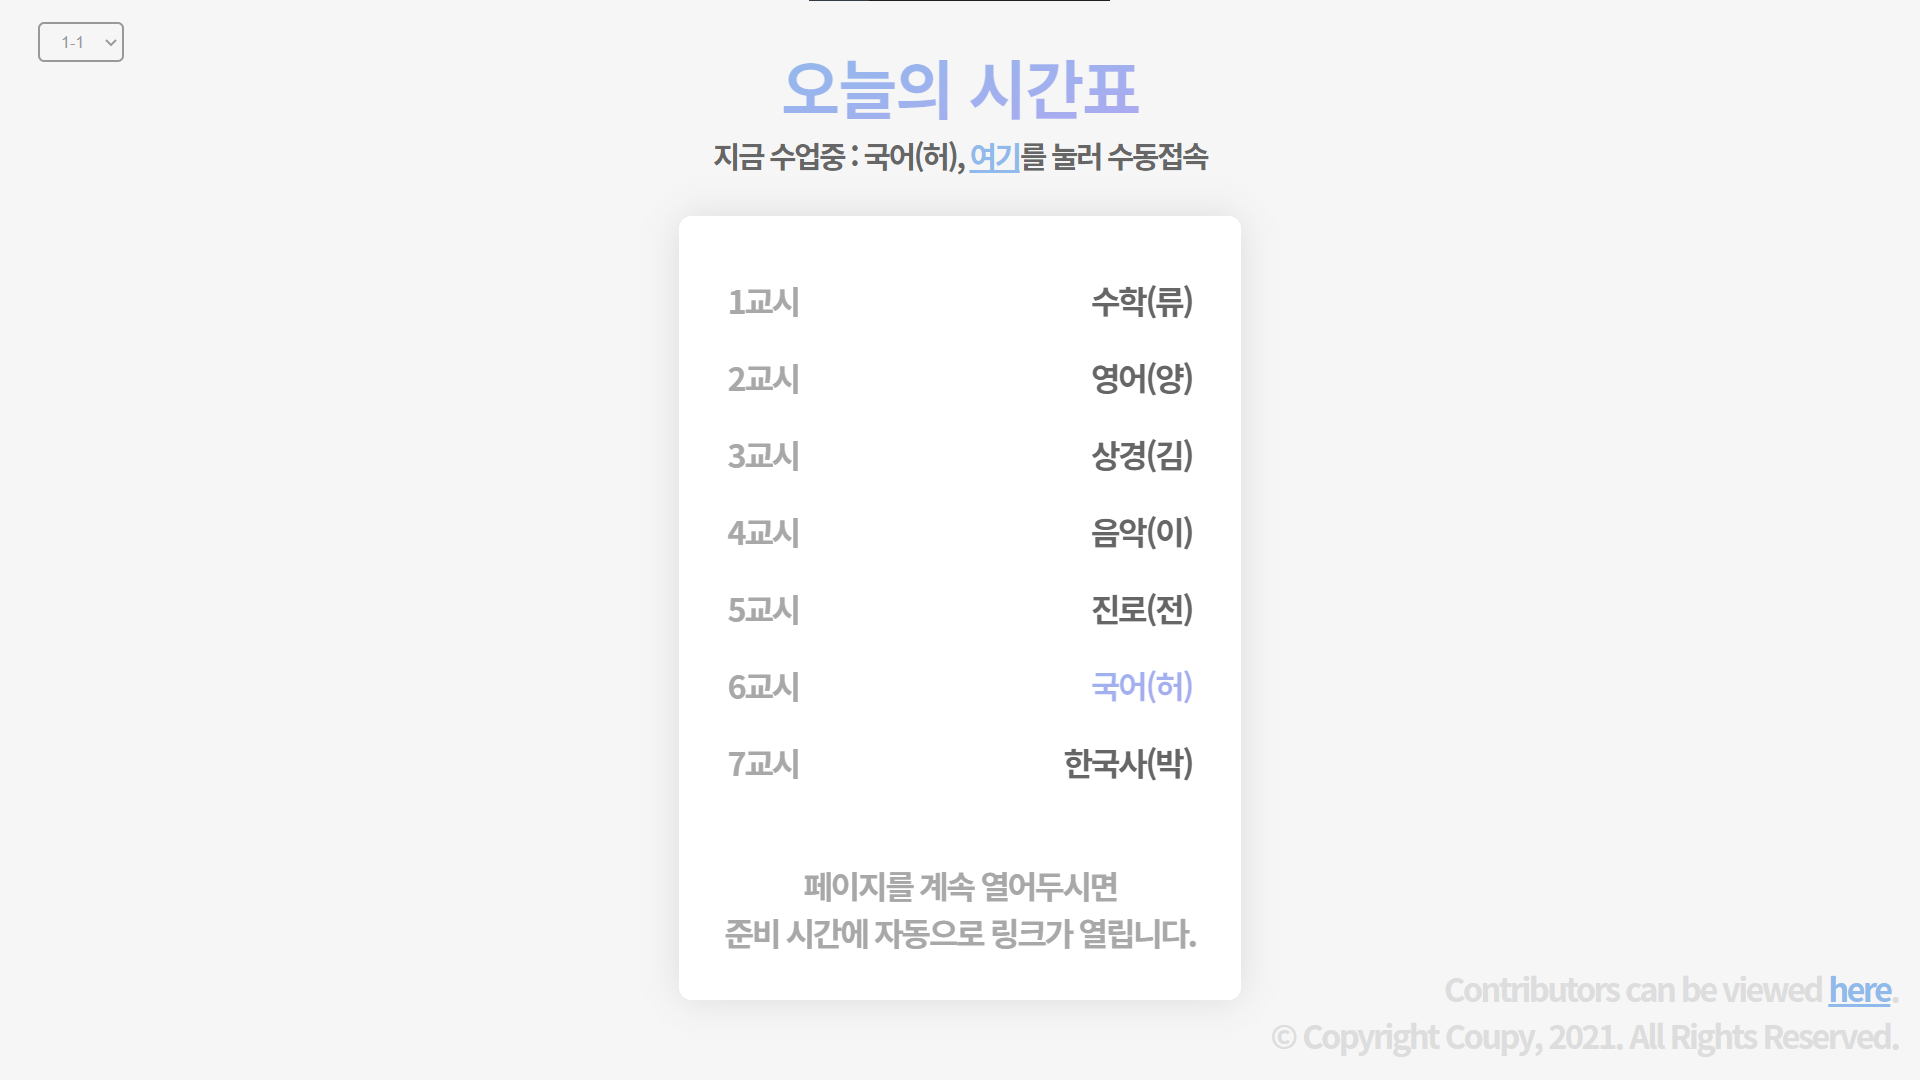 1-1
오늘의 시간표
지금 수업중 : 국어(허), 여기를 눌러 수동접속
1교시 수학(류)
2교시 영어(양)
3교시 상경(김)
4교시 음악(이)
5교시 진로(전)
6교시 국어(허)
7교시 한국사(박)
페이지를 계속 열어두시면
준비 시간에 자동으로 링크가 열립니다.
Contributors can be viewed here.
© Copyright Coupy, 2021. All Rights Reserved.